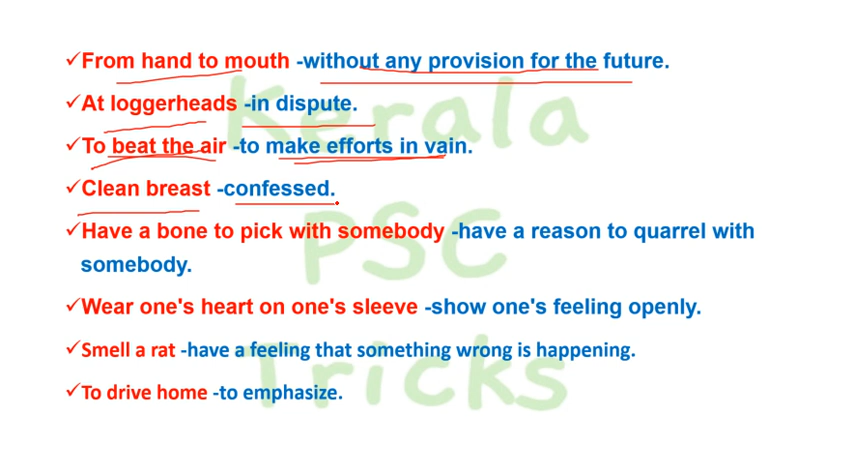 ✓From hand to mouth -without any provision for the future.
✓At loggerheads -in dispute.
✓To beat the air -to make efforts in vain.
✓Clean breast -confessed.
✓Have a bone to pick with somebody -have a reason to quarrel with
somebody.
✓Wear one's heart on one's sleeve -show one's feeling openly.
✓Smell a rat -have a feeling that something wrong is happening.
✓To drive home -to emphasize.
Kerala
PSC
Tricks